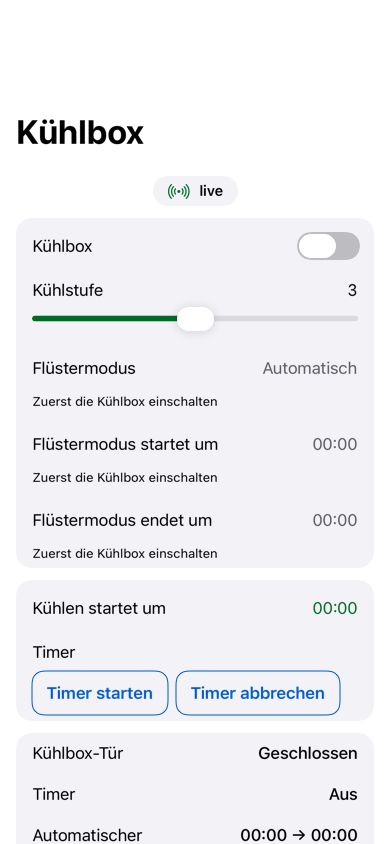 Kühlbox
live
Kühlbox
Kühlstufe 3
Flüstermodus Automatisch
Zuerst die Kühlbox einschalten
Flüstermodus startet um 00:00
Zuerst die Kühlbox einschalten
Flüstermodus endet um 00:00
Zuerst die Kühlbox einschalten
Kühlen startet um 00:00
Timer
Timer starten Timer abbrechen
Kühlbox-Tür Geschlossen
Timer Aus
Automatischer 00:00 → 00:00